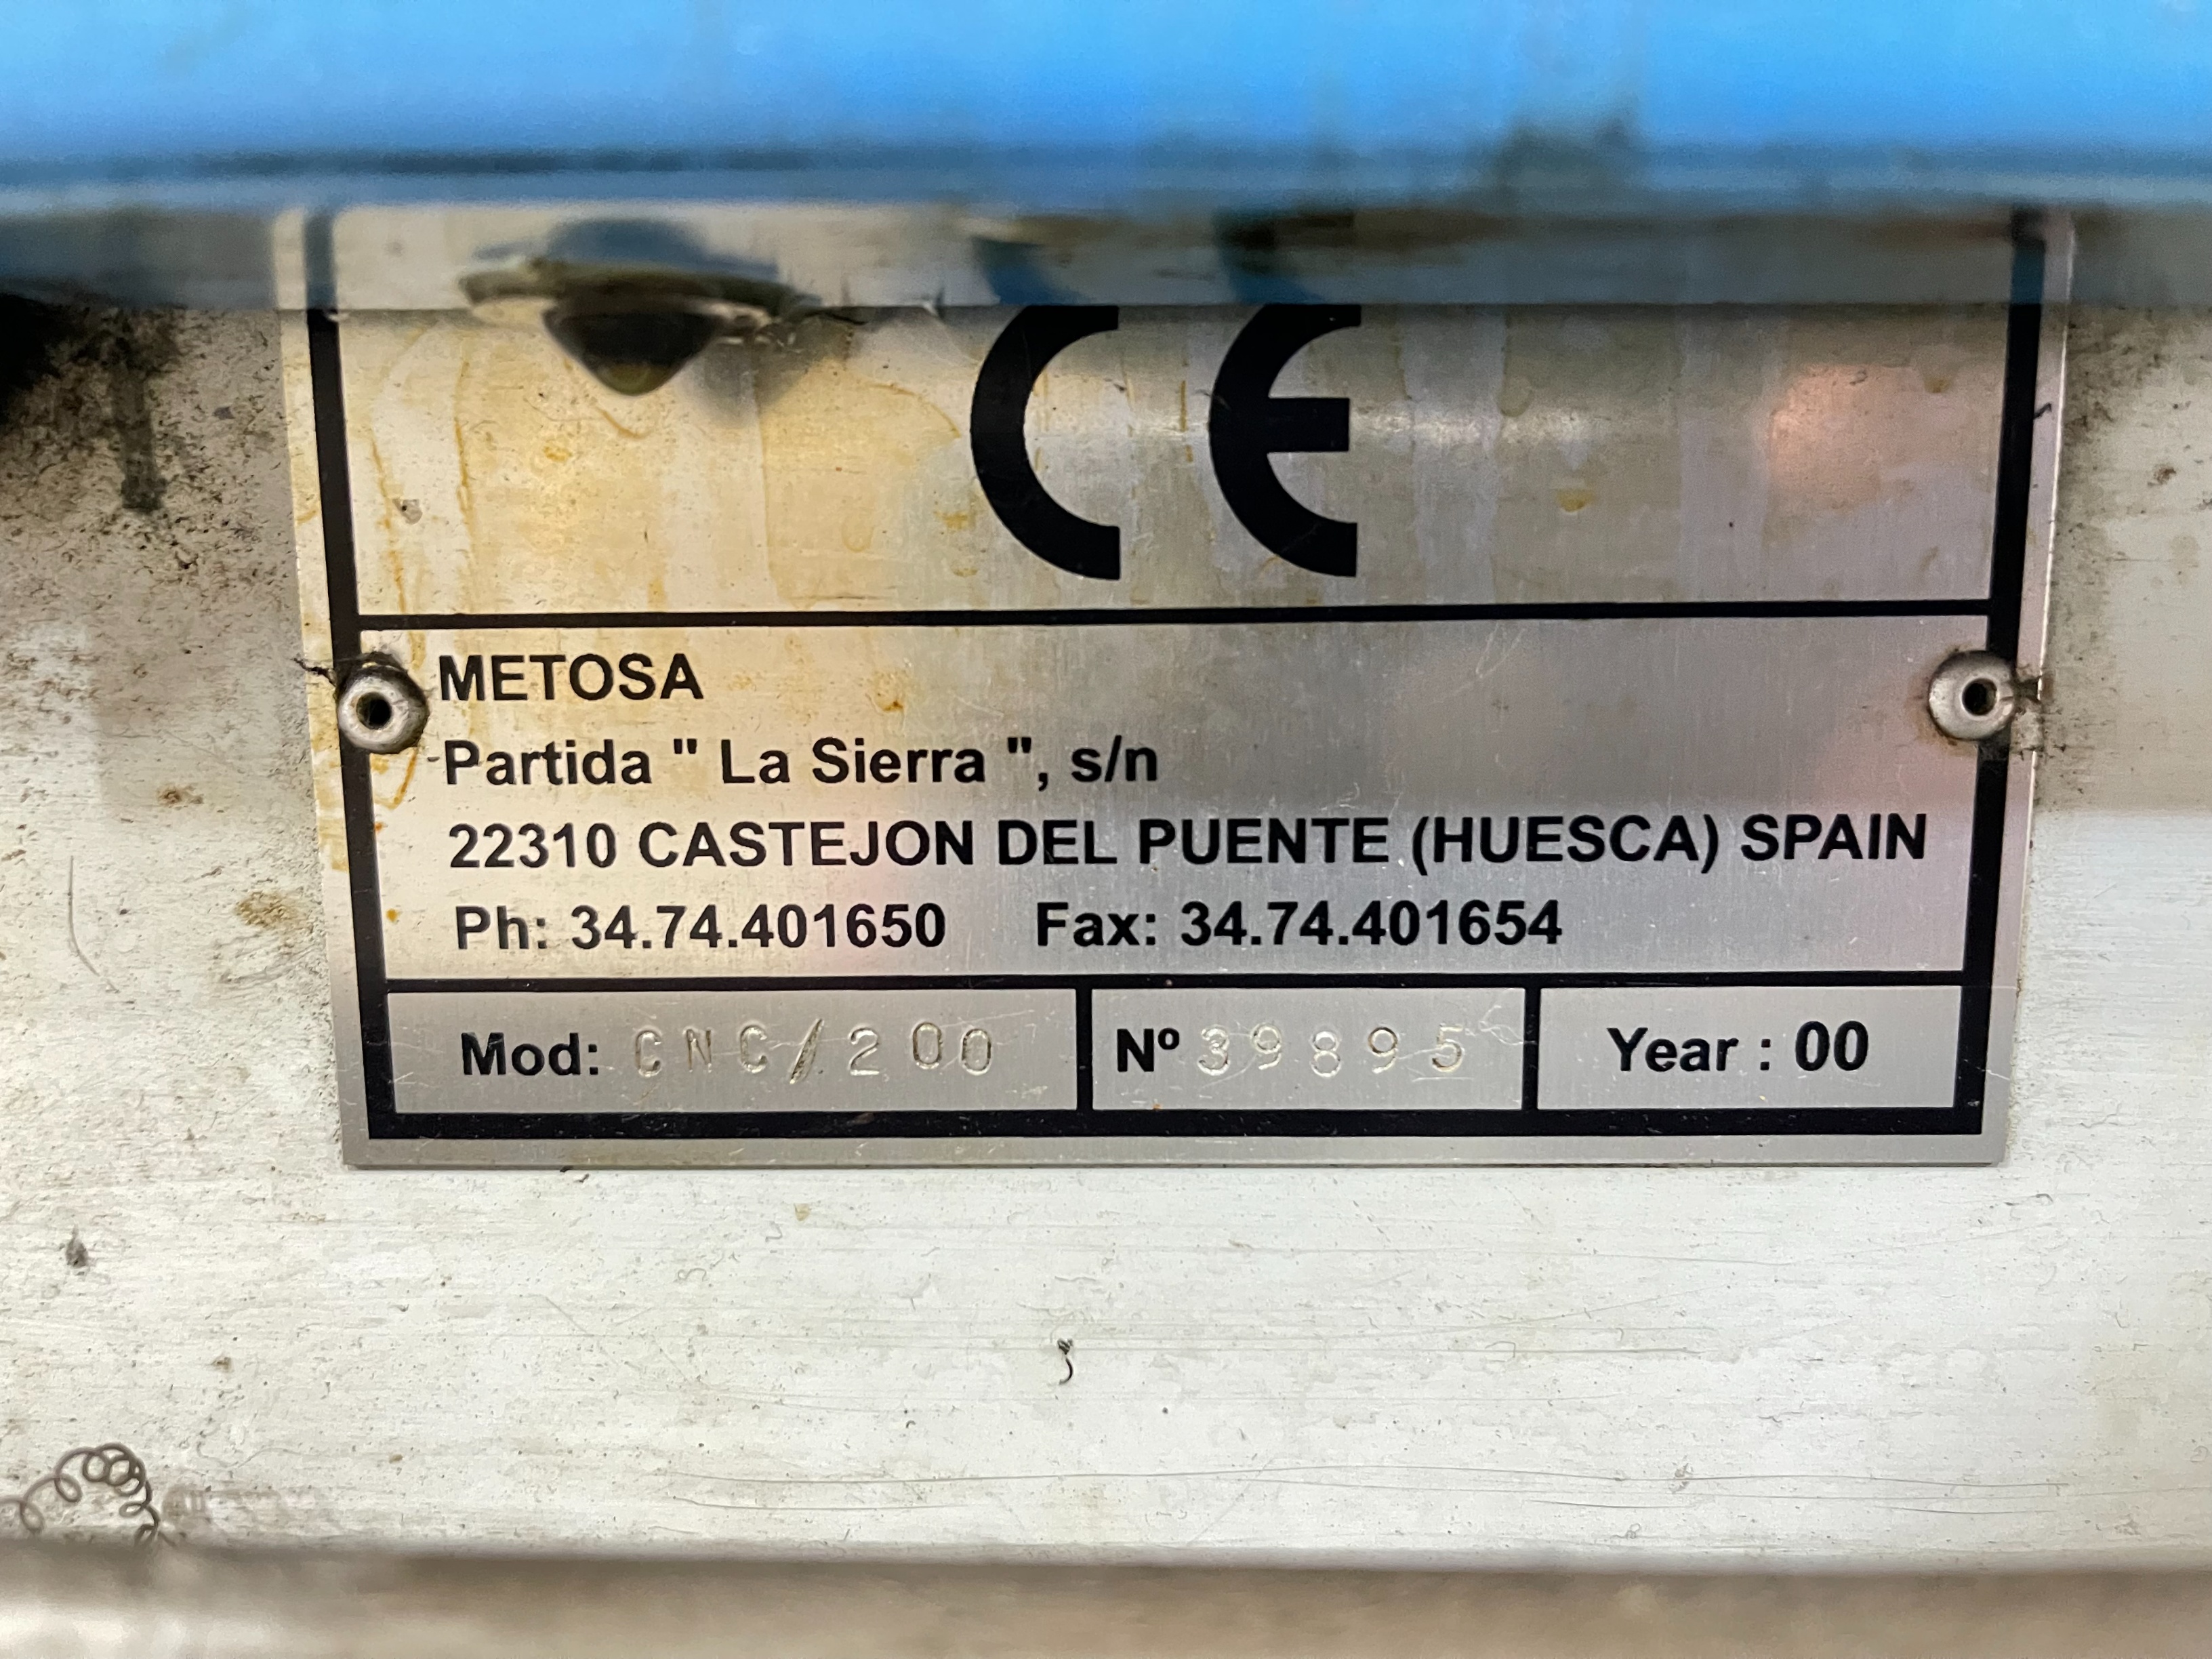 CE
METOSA
Partida " La Sierra ", s/n
22310 CASTEJON DEL PUENTE (HUESCA) SPAIN
Ph: 34.74.401650 Fax: 34.74.401654
Mod: CNC/200 Nº 39895 Year : 00